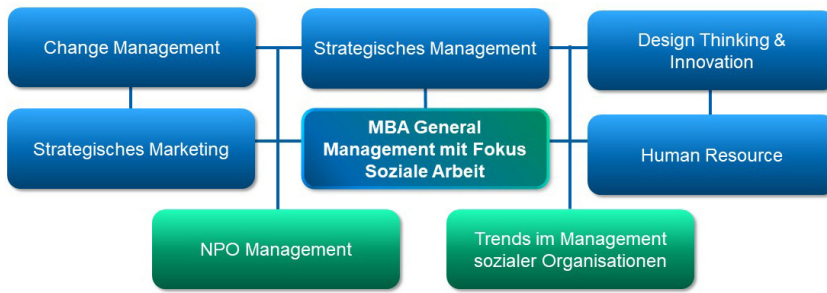 Change Management
Strategisches Management
Design Thinking &
Innovation
Strategisches Marketing
MBA General
Management mit Fokus
Soziale Arbeit
Human Resource
NPO Management
Trends im Management
sozialer Organisationen